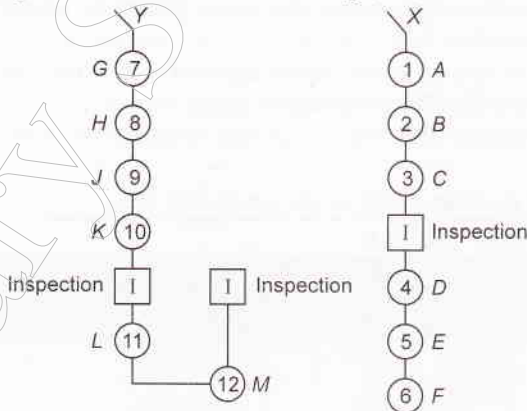 Y X
G 7 1 A
H 8 2 B
J 9 3 C
K 10 I Inspection
Inspection I I Inspection 4 D
L 11 5 E
12 M 6 F